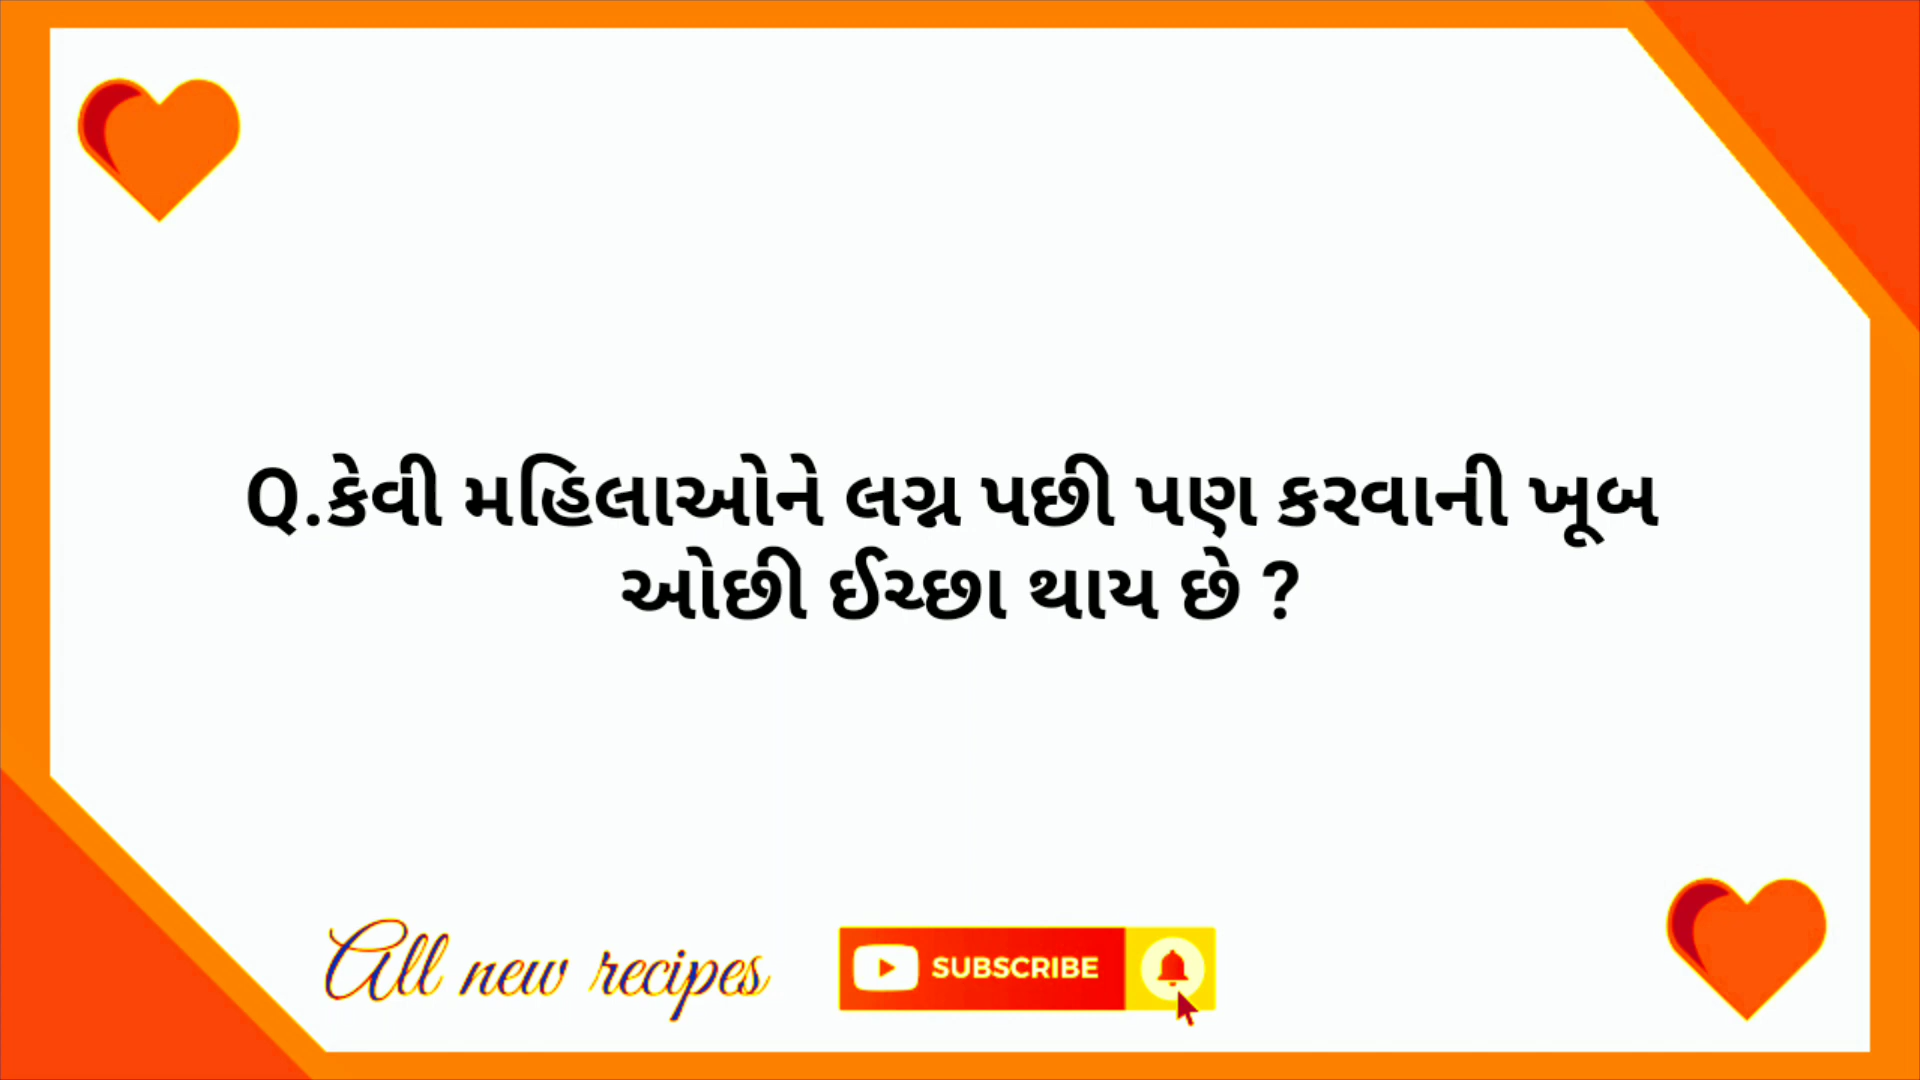 Q.કેવી મહિલાઓને લગ્ન પછી પણ કરવાની ખૂબ
ઓછી ઈચ્છા થાય છે ?
All new recipes
SUBSCRIBE